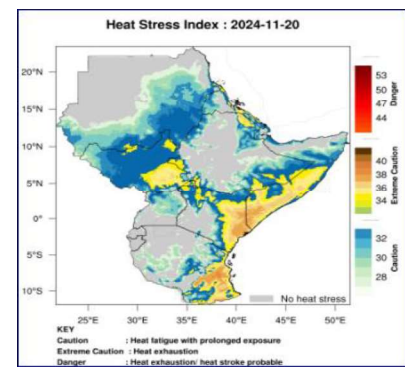 Heat Stress Index : 2024-11-20
20°N
15°N
10°N
5°N
0°
5°S
10°S
25°E
30°E
35°E
40°E
45°E
50°E
53
50
47
44
Danger
40
38
36
34
Extreme Caution
32
30
28
Caution
No heat stress
KEY
Caution : Heat fatigue with prolonged exposure
Extreme Caution : Heat exhaustion
Danger : Heat exhaustion/ heat stroke probable